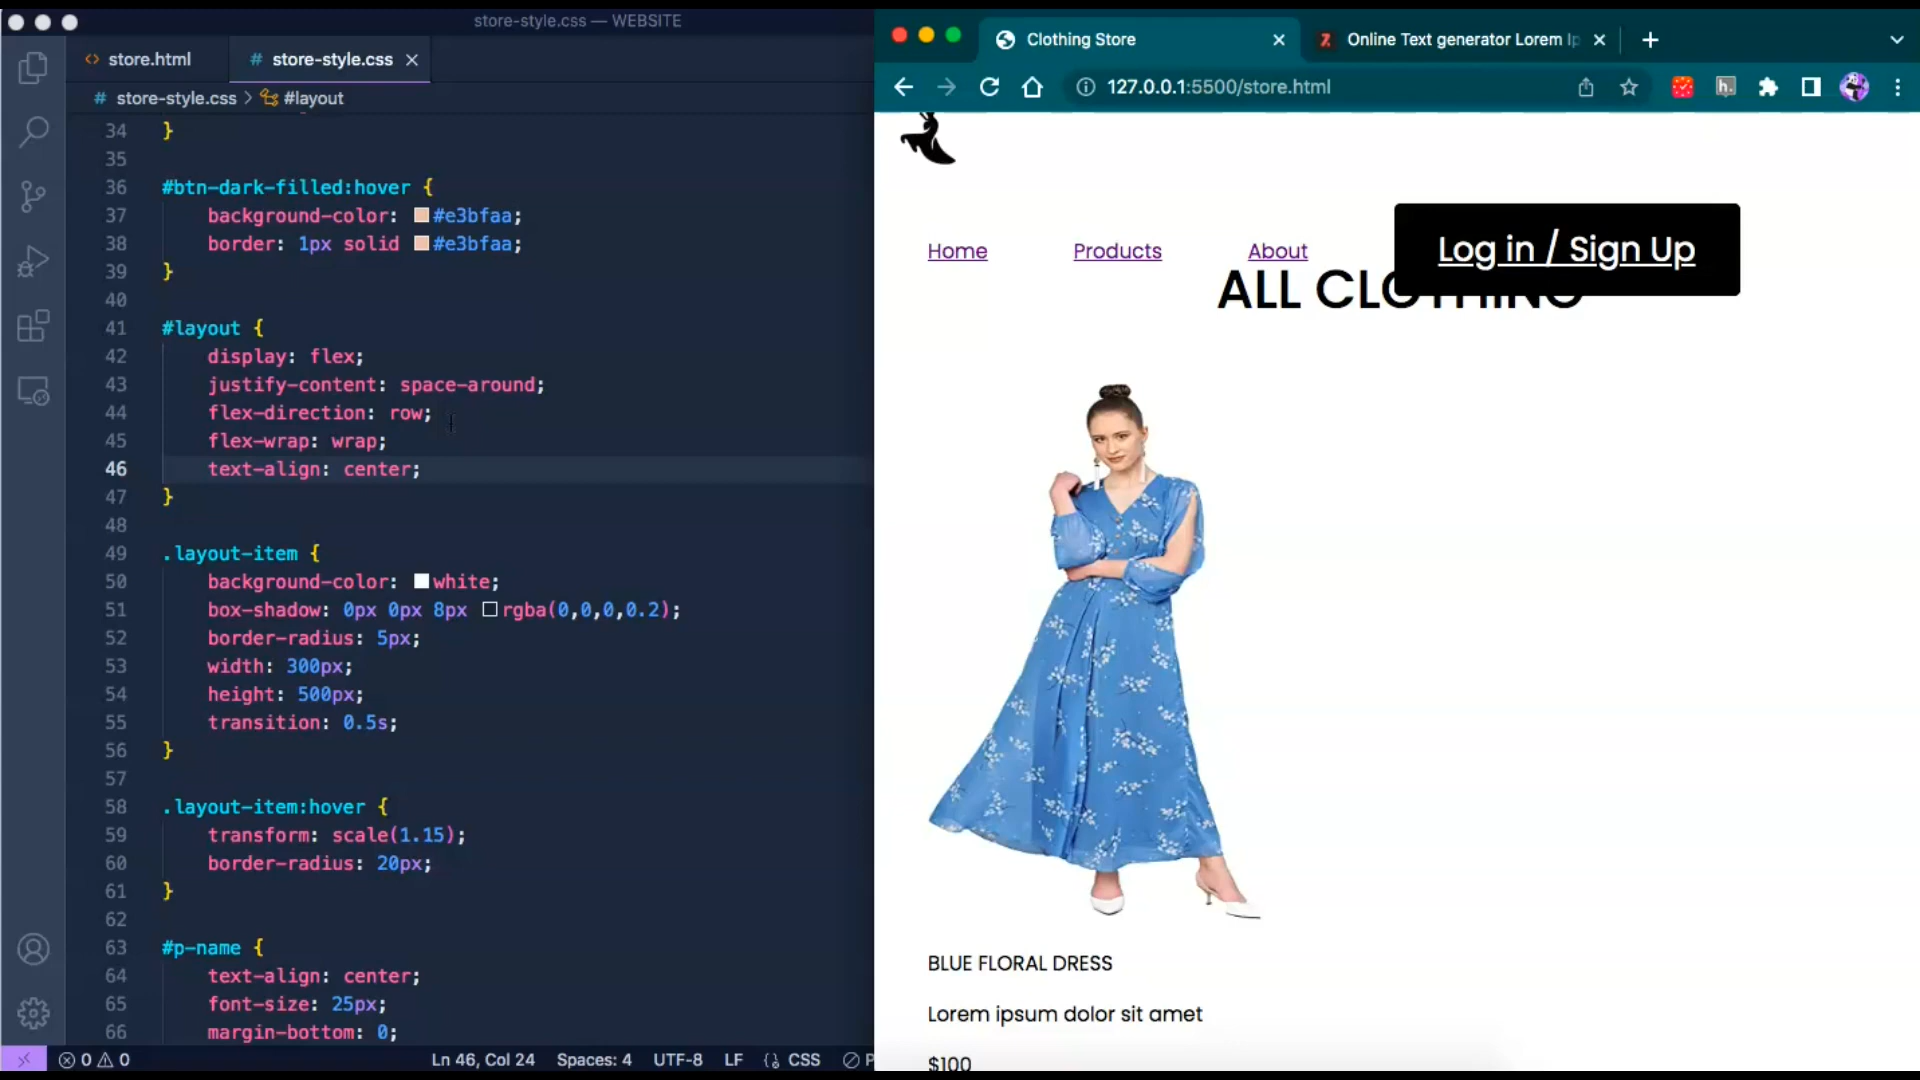 store-style.css — WEBSITE
store.html
# store-style.css
# store-style.css > #layout
34 }
35
36 #btn-dark-filled:hover {
37 background-color: #e3bfaa;
38 border: 1px solid #e3bfaa;
39 }
40
41 #layout {
42 display: flex;
43 justify-content: space-around;
44 flex-direction: row;
45 flex-wrap: wrap;
46 text-align: center;
47 }
48
49 .layout-item {
50 background-color: white;
51 box-shadow: 0px 0px 8px rgba(0,0,0,0.2);
52 border-radius: 5px;
53 width: 300px;
54 height: 500px;
55 transition: 0.5s;
56 }
57
58 .layout-item:hover {
59 transform: scale(1.15);
60 border-radius: 20px;
61 }
62
63 #p-name {
64 text-align: center;
65 font-size: 25px;
66 margin-bottom: 0;
0 0
Ln 46, Col 24 Spaces: 4 UTF-8 LF {} CSS P
Clothing Store
Online Text generator Lorem Ip
127.0.0.1:5500/store.html
h.
Home Products About Log in / Sign Up
ALL CLOTHING
BLUE FLORAL DRESS
Lorem ipsum dolor sit amet
$100